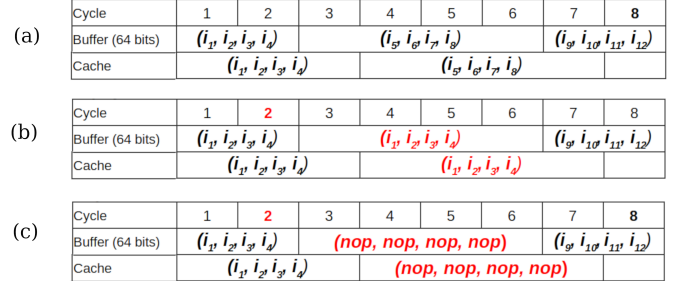 (a)
Cycle 1 2 3 4 5 6 7 8
Buffer (64 bits) (i1, i2, i3, i4) (i5, i6, i7, i8) (i9, i10, i11, i12)
Cache (i1, i2, i3, i4) (i5, i6, i7, i8)
(b)
Cycle 1 2 3 4 5 6 7 8
Buffer (64 bits) (i1, i2, i3, i4) (i1, i2, i3, i4) (i9, i10, i11, i12)
Cache (i1, i2, i3, i4) (i1, i2, i3, i4)
(c)
Cycle 1 2 3 4 5 6 7 8
Buffer (64 bits) (i1, i2, i3, i4) (nop, nop, nop, nop) (i9, i10, i11, i12)
Cache (i1, i2, i3, i4) (nop, nop, nop, nop)